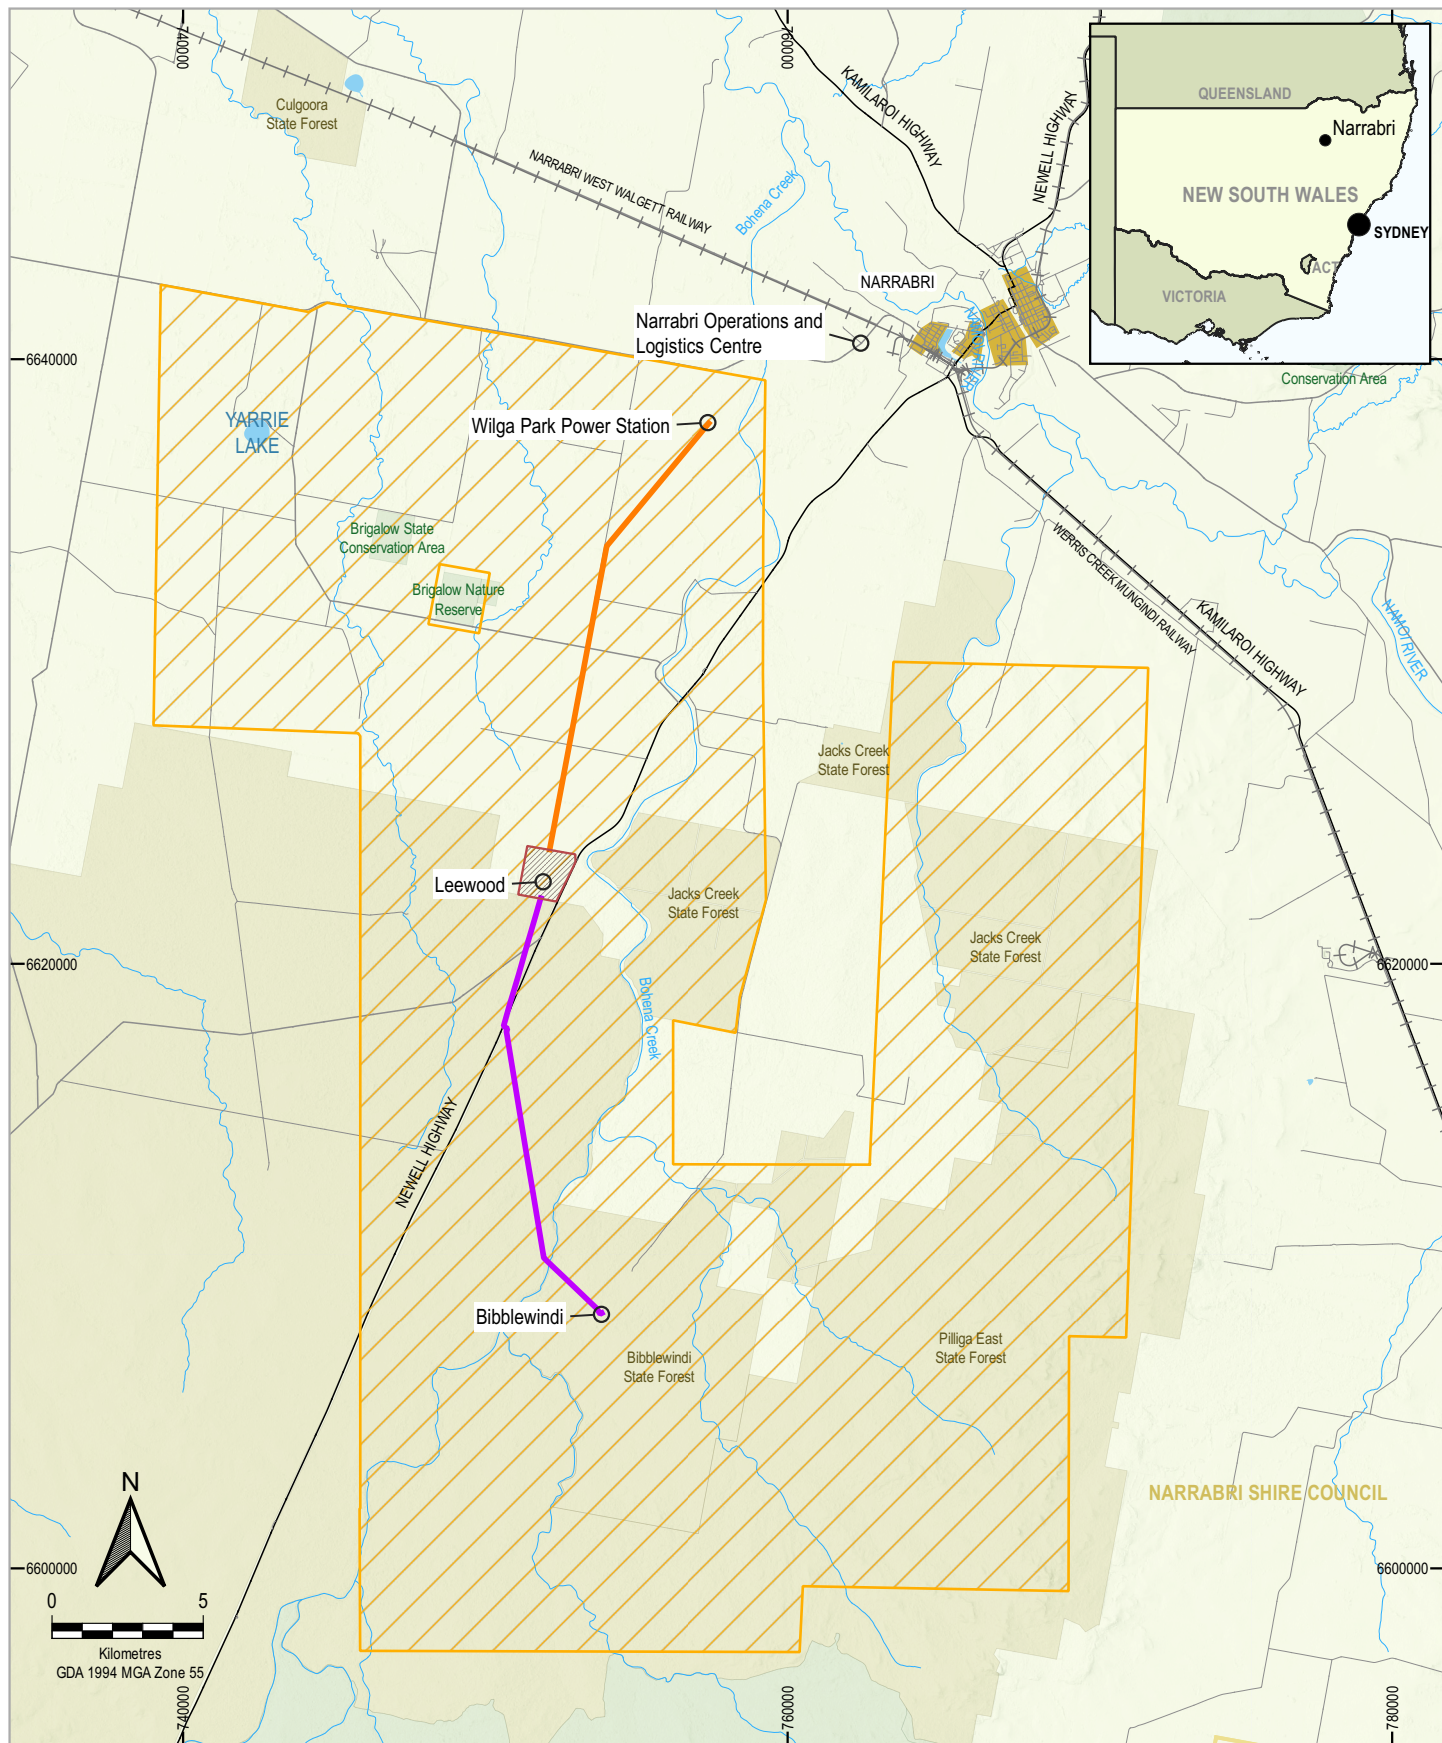 740000
760000
Culgoora
State Forest
KAMILAROI HIGHWAY
NEWELL HIGHWAY
QUEENSLAND
Narrabri
NEW SOUTH WALES
SYDNEY
ACT
VICTORIA
NARRABRI WEST WALGETT RAILWAY
Bohena Creek
NARRABRI
Narrabri Operations and
Logistics Centre
NAMOI RIVER
6640000
Conservation Area
YARRIE
LAKE
Wilga Park Power Station
Brigalow State
Conservation Area
Brigalow Nature
Reserve
WERRIS CREEK MUNGINDI RAILWAY
KAMILAROI HIGHWAY
NAMOI RIVER
Jacks Creek
State Forest
Leewood
Jacks Creek
State Forest
Jacks Creek
State Forest
6620000
6620000
Bohena Creek
NEWELL HIGHWAY
Bibblewindi
Bibblewindi
State Forest
Pilliga East
State Forest
NARRABRI SHIRE COUNCIL
N
6600000
6600000
0 5
Kilometres
GDA 1994 MGA Zone 55
740000
760000
780000